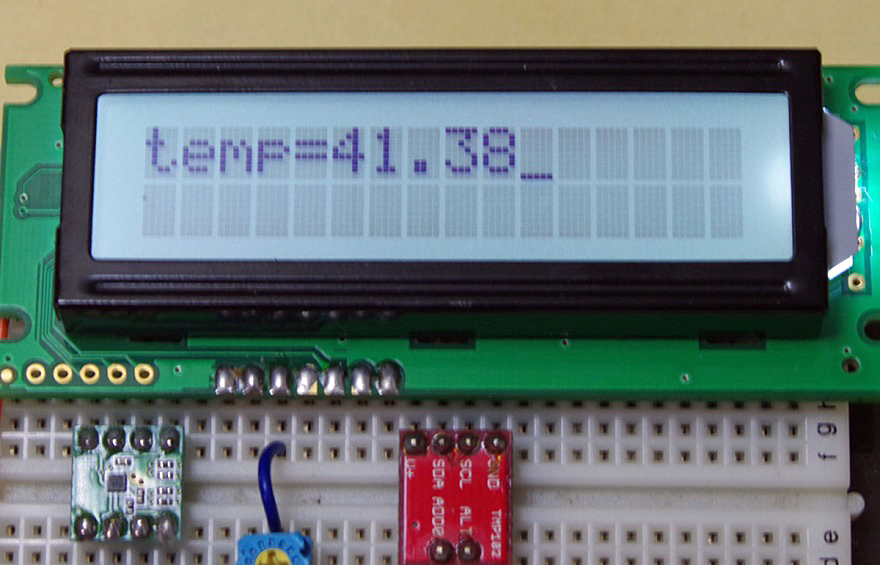 temp=41.38_
g
f
e
V+ SDA SCL GND
ADD0 ALT
TMP102